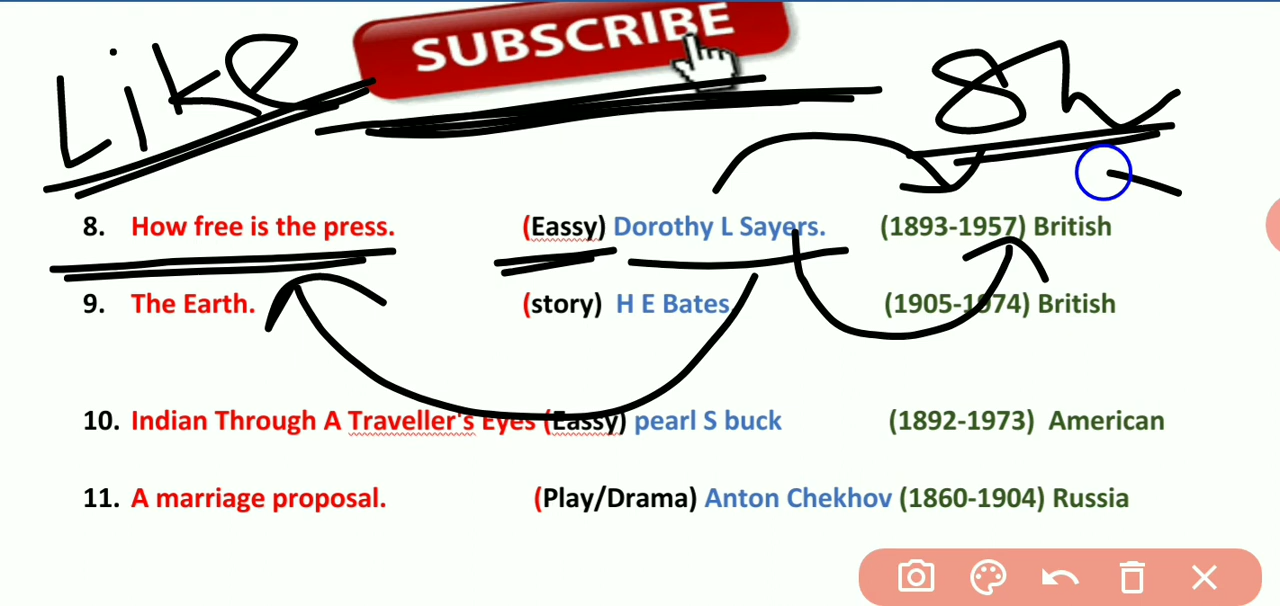 Like SUBSCRIBE
8. How free is the press. (Eassy) Dorothy L Sayers. (1893-1957) British
9. The Earth. (story) H E Bates. (1905-1974) British
10. Indian Through A Traveller's Eyes (Eassy) pearl S buck (1892-1973) American
11. A marriage proposal. (Play/Drama) Anton Chekhov (1860-1904) Russia